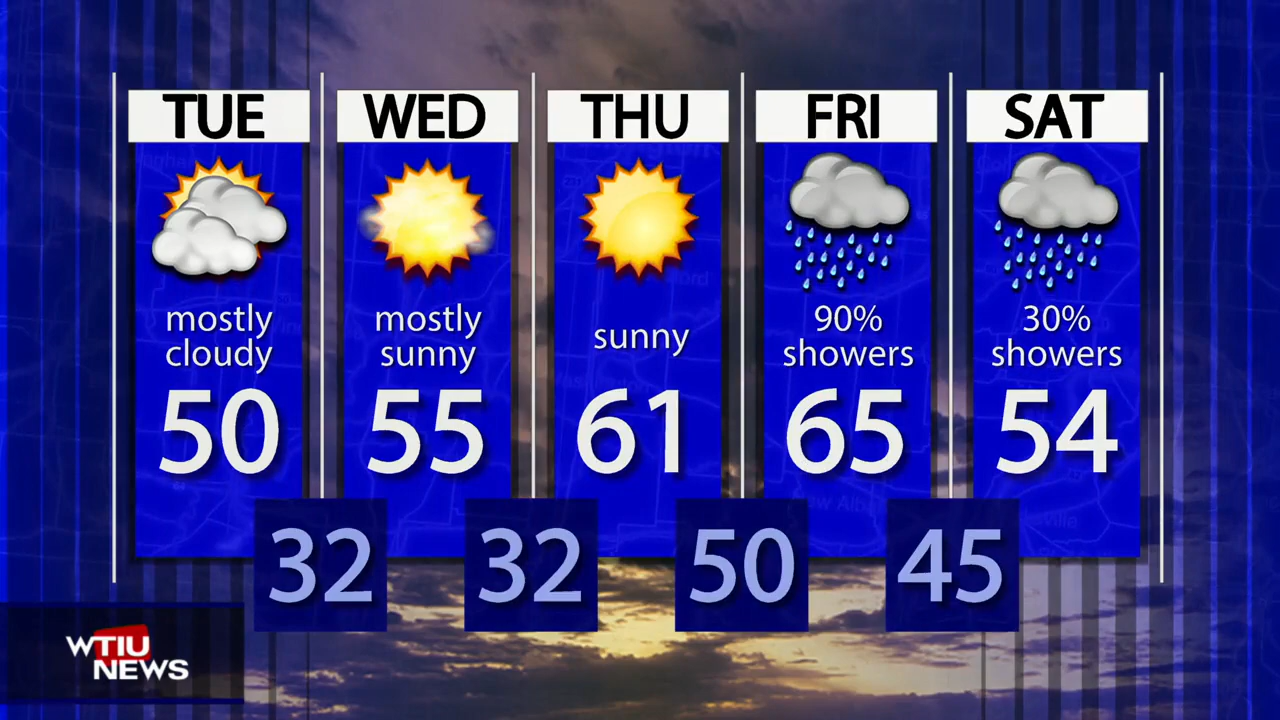 TUE WED THU FRI SAT
mostly cloudy
mostly sunny
sunny
90% showers
30% showers
50 55 61 65 54
32 32 50 45
WTIU
NEWS